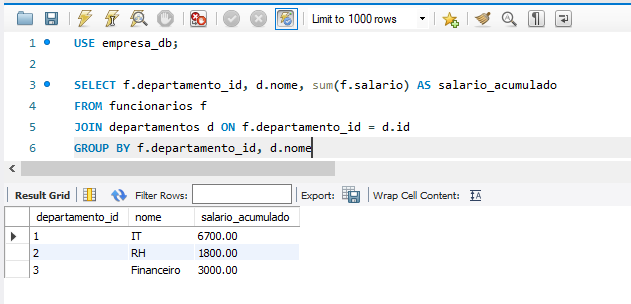 Limit to 1000 rows
1 USE empresa_db;
2
3 SELECT f.departamento_id, d.nome, sum(f.salario) AS salario_acumulado
4 FROM funcionarios f
5 JOIN departamentos d ON f.departamento_id = d.id
6 GROUP BY f.departamento_id, d.nome
Result Grid Filter Rows: Export: Wrap Cell Content: IA
departamento_id nome salario_acumulado
1 IT 6700.00
2 RH 1800.00
3 Financeiro 3000.00